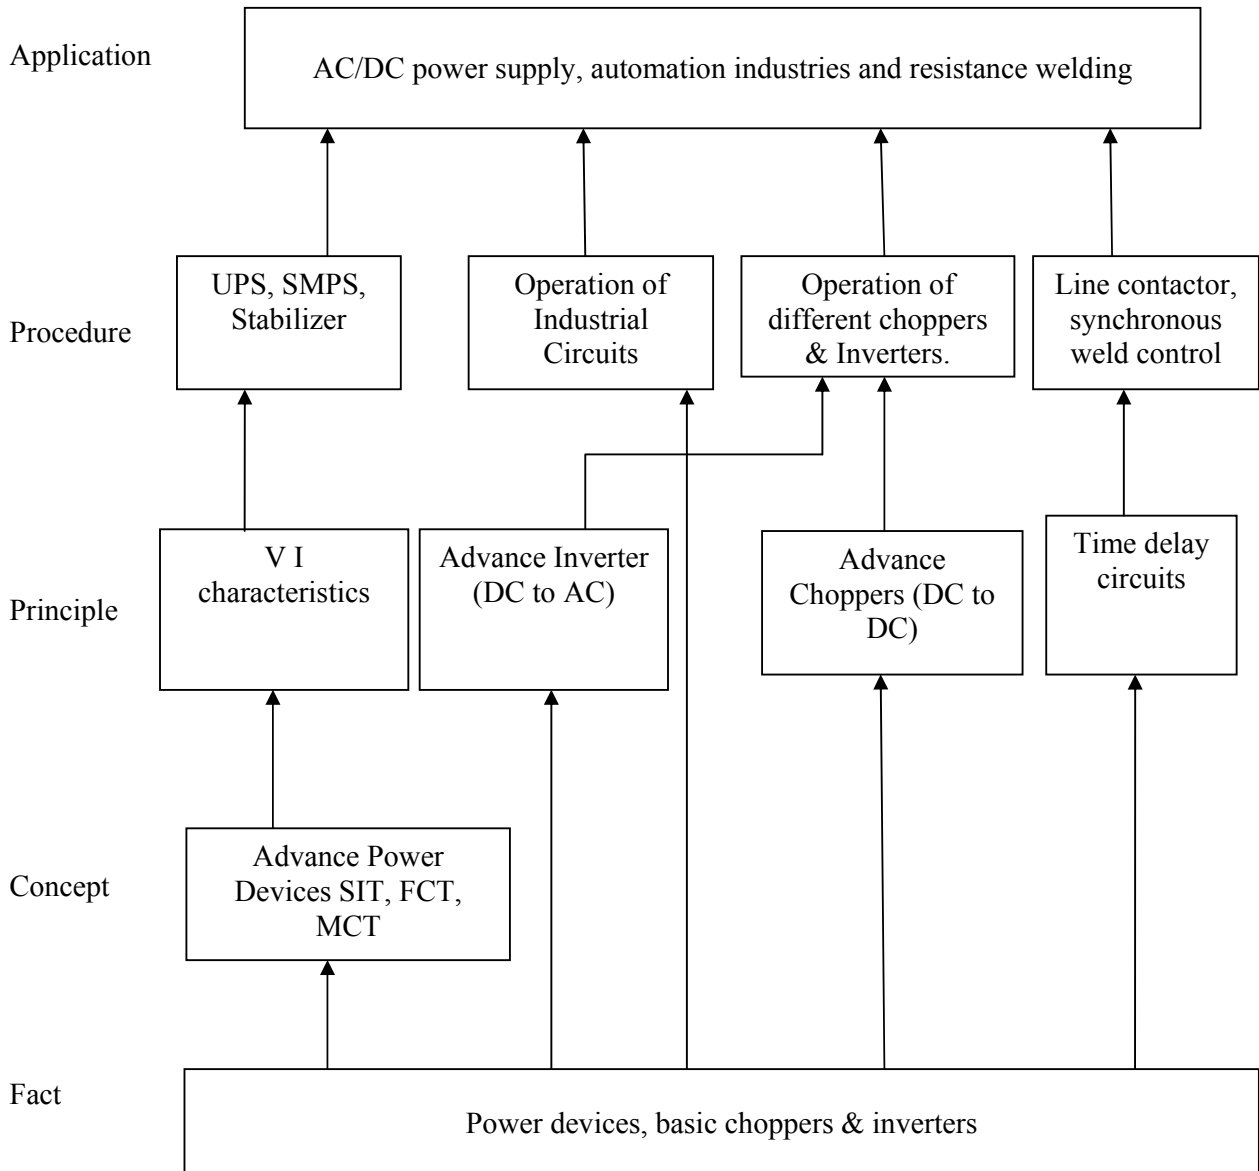 Application
AC/DC power supply, automation industries and resistance welding
Procedure
UPS, SMPS,
Stabilizer
Operation of
Industrial
Circuits
Operation of
different choppers
& Inverters.
Line contactor,
synchronous
weld control
Principle
V I
characteristics
Advance Inverter
(DC to AC)
Advance
Choppers (DC to
DC)
Time delay
circuits
Concept
Advance Power
Devices SIT, FCT,
MCT
Fact
Power devices, basic choppers & inverters